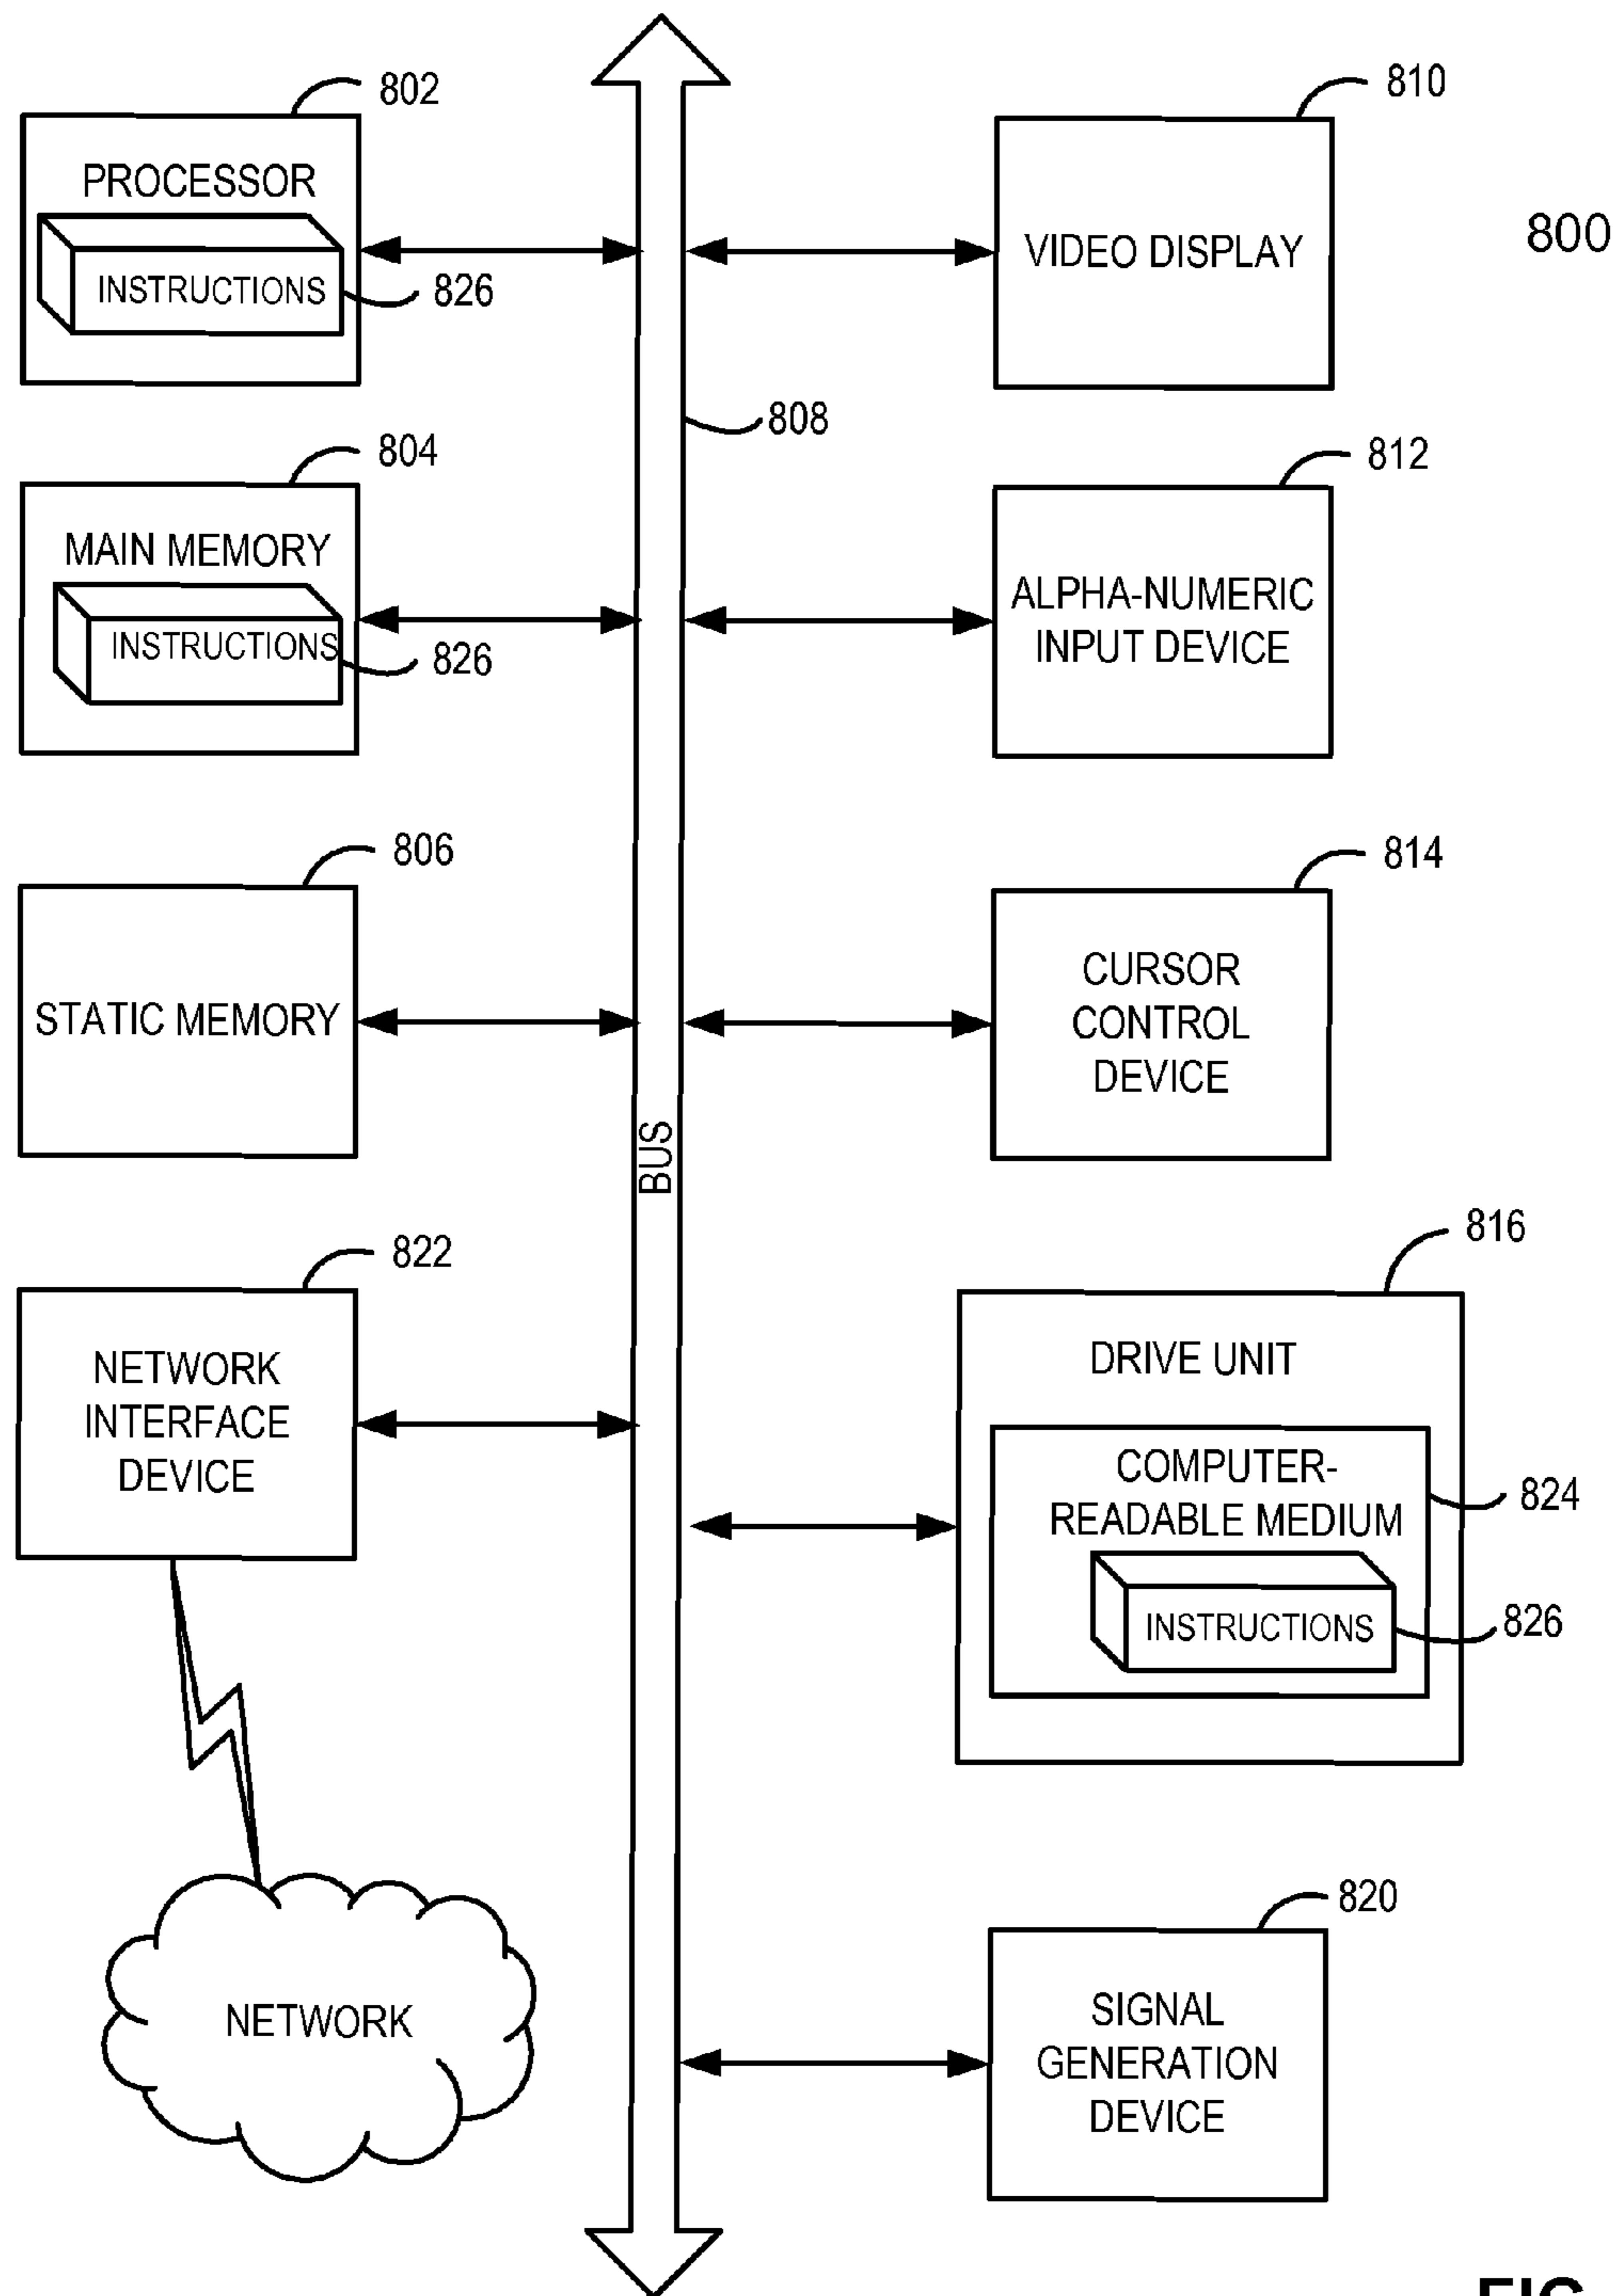 802
PROCESSOR
INSTRUCTIONS
826
804
MAIN MEMORY
INSTRUCTIONS
826
806
STATIC MEMORY
822
NETWORK
INTERFACE
DEVICE
NETWORK
808
BUS
810
VIDEO DISPLAY
800
812
ALPHA-NUMERIC
INPUT DEVICE
814
CURSOR
CONTROL
DEVICE
816
DRIVE UNIT
COMPUTER-
READABLE MEDIUM
824
INSTRUCTIONS
826
820
SIGNAL
GENERATION
DEVICE
FIG